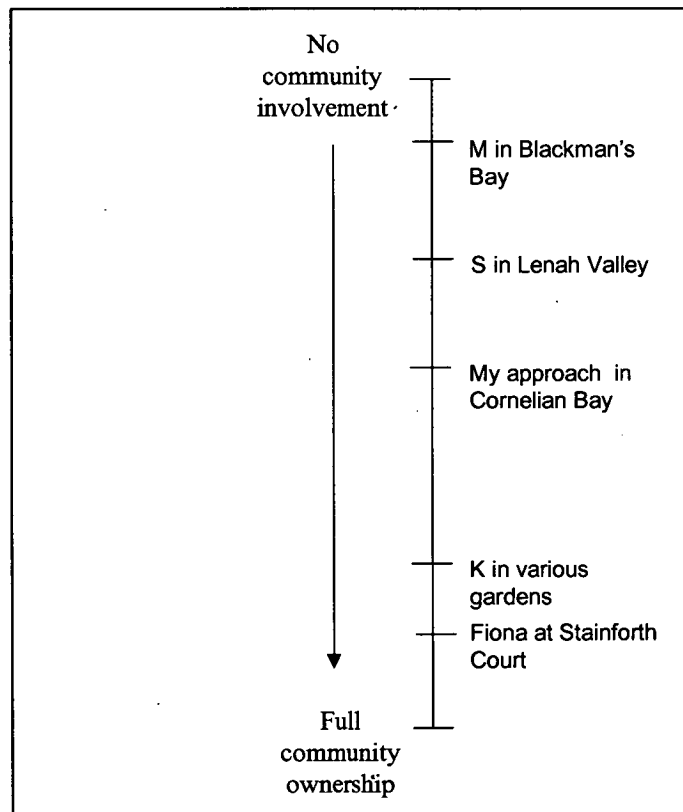 No
community
involvement
M in Blackman's
Bay
S in Lenah Valley
My approach in
Cornelian Bay
K in various
gardens
Fiona at Stainforth
Court
Full
community
ownership